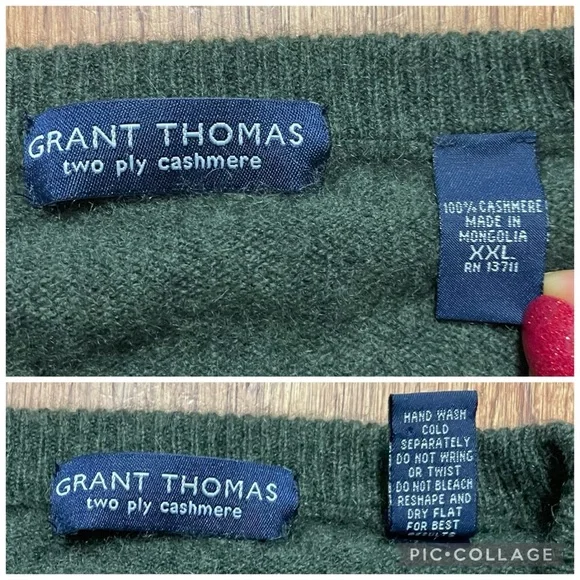 GRANT THOMAS
two ply cashmere
100% CASHMERE
MADE IN
MONGOLIA
XXL
RN 13711
GRANT THOMAS
two ply cashmere
HAND WASH
COLD
SEPARATELY
DO NOT WRING
OR TWIST
DO NOT BLEACH
RESHAPE AND
DRY FLAT
FOR BEST
RESULTS
PIC•COLLAGE